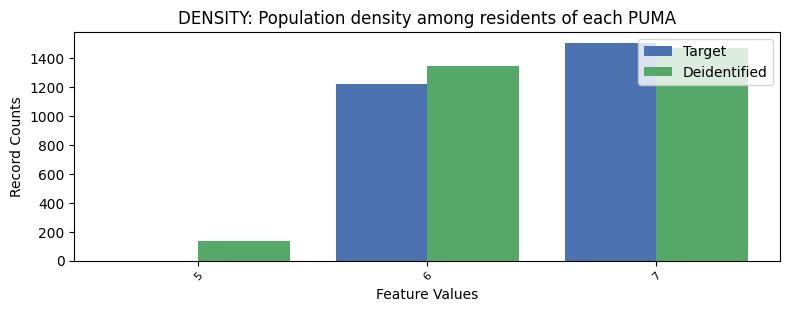 DENSITY: Population density among residents of each PUMA
Target
Deidentified
1400
1200
1000
800
600
400
200
0
Record Counts
5
6
7
Feature Values